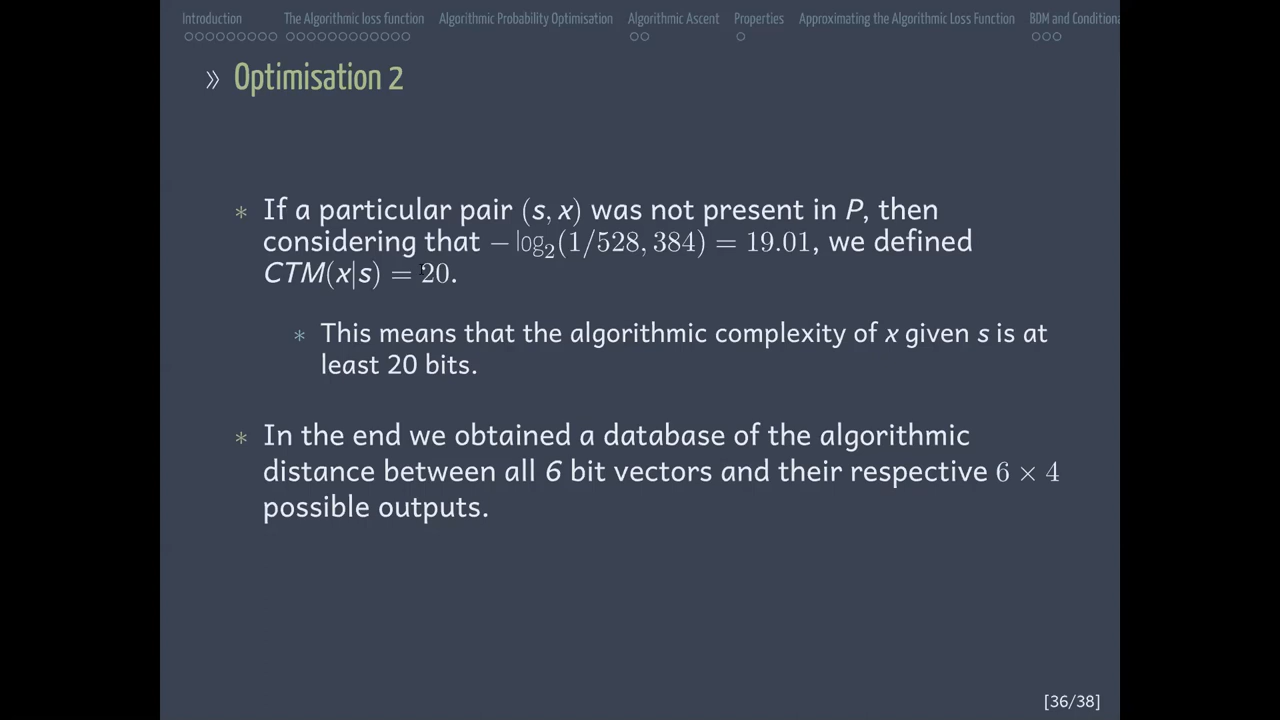 Introduction The Algorithmic loss function Algorithmic Probability Optimisation Algorithmic Ascent Properties Approximating the Algorithmic Loss Function BDM and Conditiona
» Optimisation 2
* If a particular pair (s, x) was not present in P, then
considering that − log₂(1/528, 384) = 19.01, we defined
CTM(x|s) = 20.
* This means that the algorithmic complexity of x given s is at
least 20 bits.
* In the end we obtained a database of the algorithmic
distance between all 6 bit vectors and their respective 6 × 4
possible outputs.
[36/38]